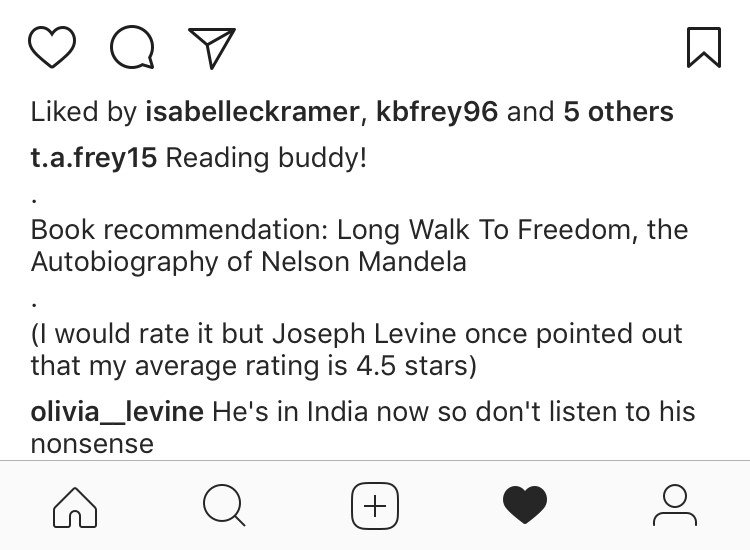 Liked by isabelleckramer, kbfrey96 and 5 others
t.a.frey15 Reading buddy!
.
Book recommendation: Long Walk To Freedom, the
Autobiography of Nelson Mandela
.
(I would rate it but Joseph Levine once pointed out
that my average rating is 4.5 stars)
olivia__levine He's in India now so don't listen to his
nonsense